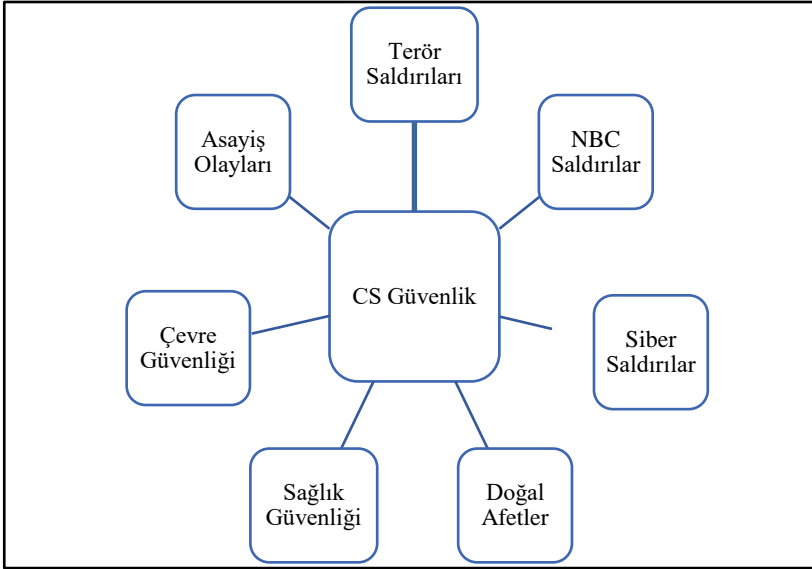 Terör
Saldırıları
Asayiş
Olayları
NBC
Saldırılar
CS Güvenlik
Çevre
Güvenliği
Siber
Saldırılar
Sağlık
Güvenliği
Doğal
Afetler